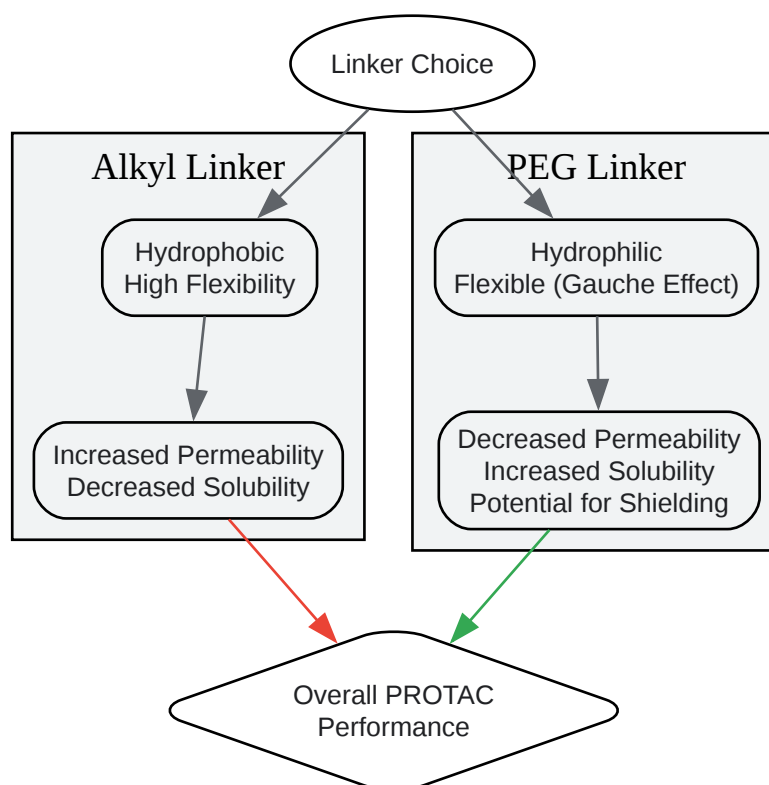 Linker Choice
Alkyl Linker
Hydrophobic
High Flexibility
Increased Permeability
Decreased Solubility
PEG Linker
Hydrophilic
Flexible (Gauche Effect)
Decreased Permeability
Increased Solubility
Potential for Shielding
Overall PROTAC
Performance